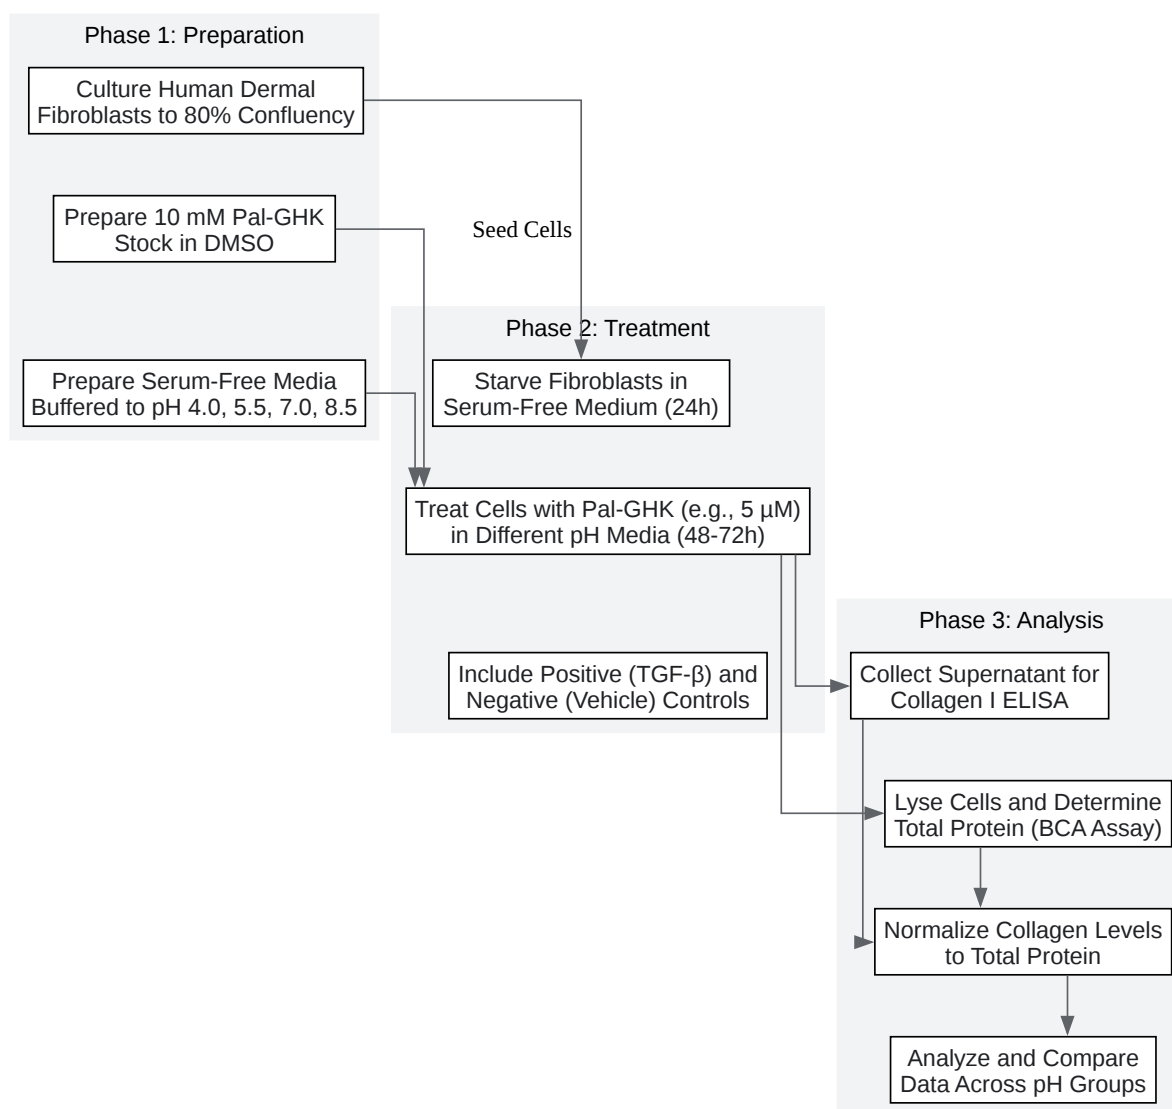 Phase 1: Preparation
Culture Human Dermal
Fibroblasts to 80% Confluency
Prepare 10 mM Pal-GHK
Stock in DMSO
Seed Cells
Prepare Serum-Free Media
Buffered to pH 4.0, 5.5, 7.0, 8.5
Phase 2: Treatment
Starve Fibroblasts in
Serum-Free Medium (24h)
Treat Cells with Pal-GHK (e.g., 5 µM)
in Different pH Media (48-72h)
Include Positive (TGF-β) and
Negative (Vehicle) Controls
Phase 3: Analysis
Collect Supernatant for
Collagen I ELISA
Lyse Cells and Determine
Total Protein (BCA Assay)
Normalize Collagen Levels
to Total Protein
Analyze and Compare
Data Across pH Groups